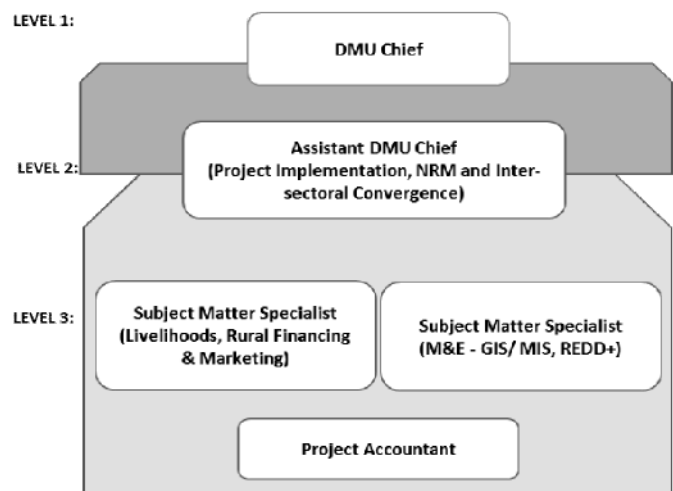 LEVEL 1:
DMU Chief
LEVEL 2:
Assistant DMU Chief
(Project Implementation, NRM and Inter-
sectoral Convergence)
LEVEL 3:
Subject Matter Specialist
(Livelihoods, Rural Financing
& Marketing)
Subject Matter Specialist
(M&E - GIS/ MIS, REDD+)
Project Accountant